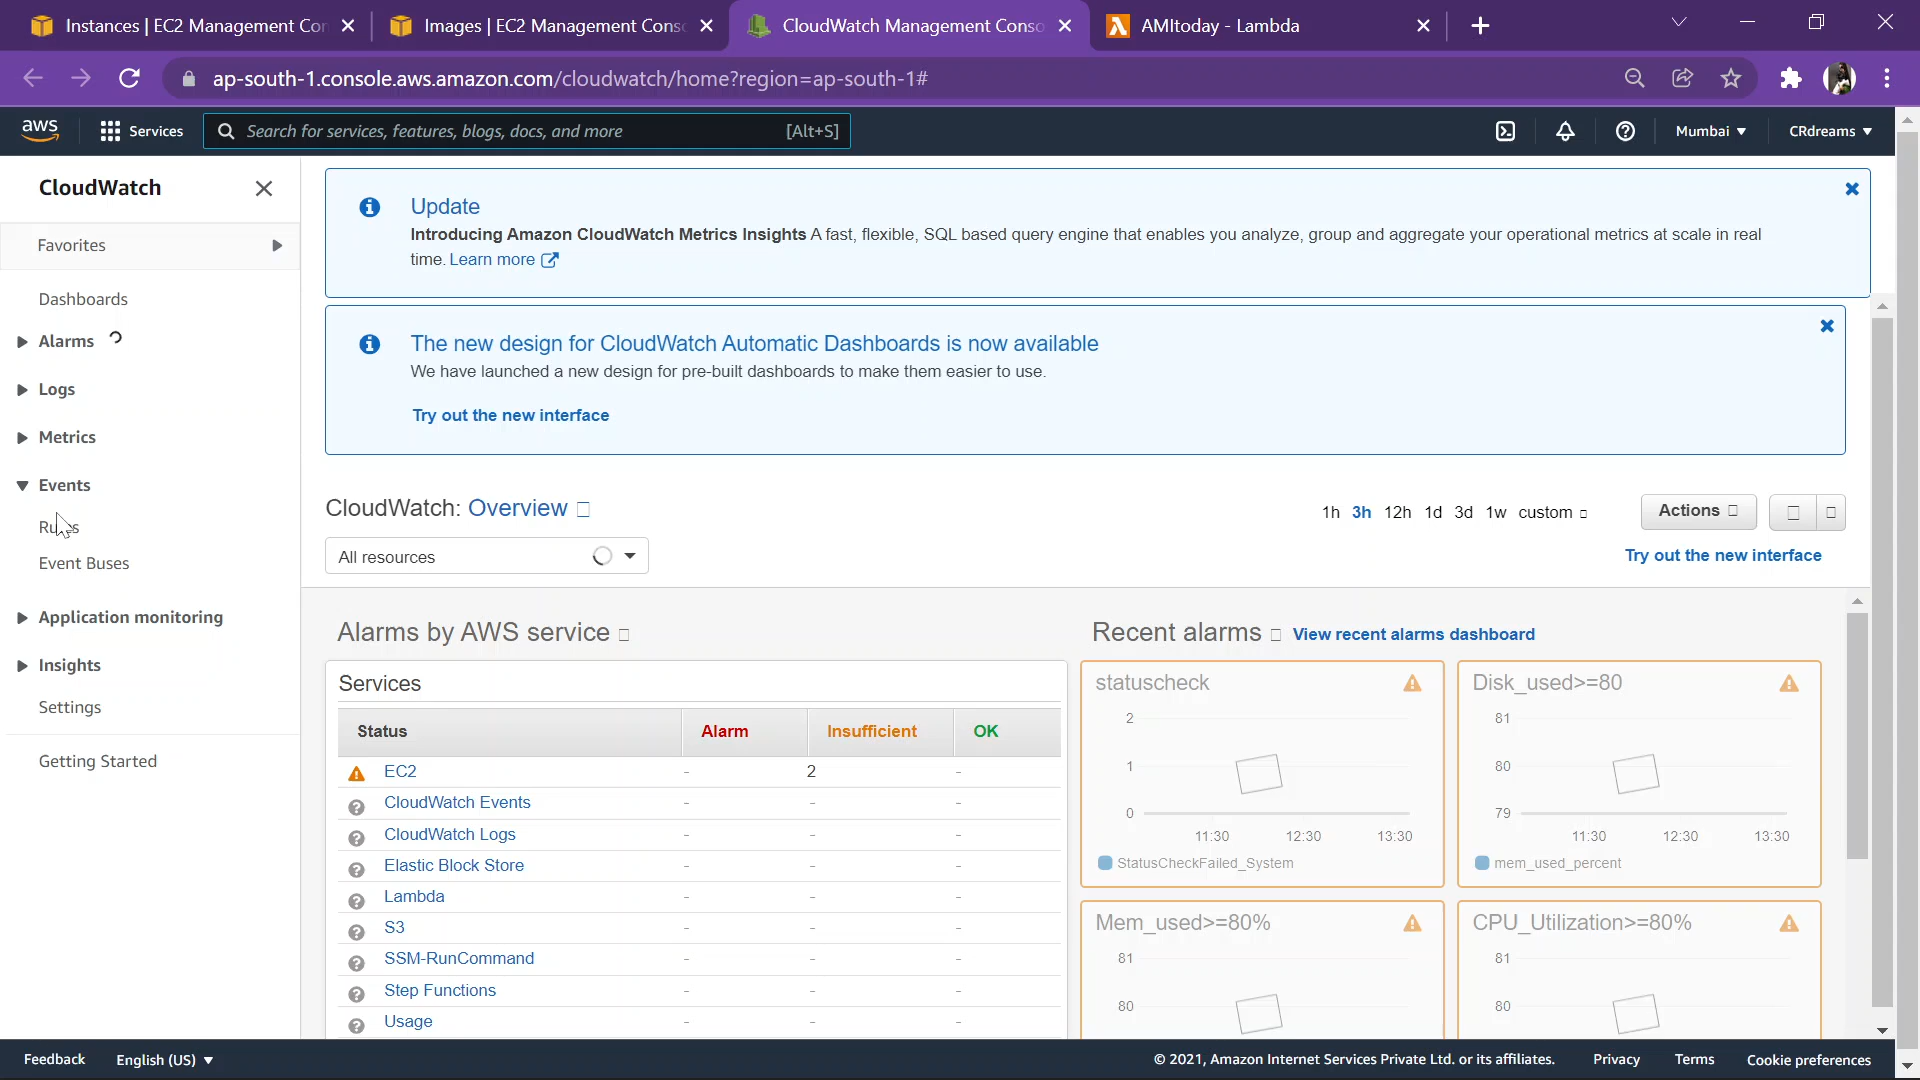 Instances | EC2 Management Con
Images | EC2 Management Cons
CloudWatch Management Conso
AMItoday - Lambda
ap-south-1.console.aws.amazon.com/cloudwatch/home?region=ap-south-1#
aws
Services
Search for services, features, blogs, docs, and more
[Alt+S]
Mumbai
CRdreams
CloudWatch
Favorites
Dashboards
Alarms
Logs
Metrics
Events
Rules
Event Buses
Application monitoring
Insights
Settings
Getting Started
Update
Introducing Amazon CloudWatch Metrics Insights A fast, flexible, SQL based query engine that enables you analyze, group and aggregate your operational metrics at scale in real
time. Learn more
The new design for CloudWatch Automatic Dashboards is now available
We have launched a new design for pre-built dashboards to make them easier to use.
Try out the new interface
CloudWatch: Overview
1h 3h 12h 1d 3d 1w custom
Actions
All resources
Try out the new interface
Alarms by AWS service
Services
Status Alarm Insufficient OK
EC2 - 2 -
CloudWatch Events - - -
CloudWatch Logs - - -
Elastic Block Store - - -
Lambda - - -
S3 - - -
SSM-RunCommand - - -
Step Functions - - -
Usage - - -
Recent alarms View recent alarms dashboard
statuscheck
2
1
0
11:30 12:30 13:30
StatusCheckFailed_System
Disk_used>=80
81
80
79
11:30 12:30 13:30
mem_used_percent
Mem_used>=80%
81
80
CPU_Utilization>=80%
81
80
Feedback
English (US)
© 2021, Amazon Internet Services Private Ltd. or its affiliates.
Privacy
Terms
Cookie preferences